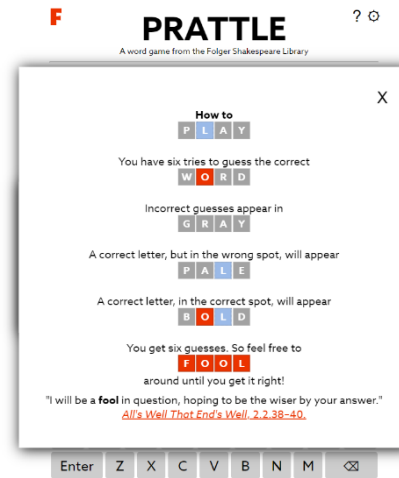 F
PRATTLE
?
A word game from the Folger Shakespeare Library
X
How to
PLAY
You have six tries to guess the correct
WORD
Incorrect guesses appear in
GRAY
A correct letter, but in the wrong spot, will appear
PALE
A correct letter, in the correct spot, will appear
BOLD
You get six guesses. So feel free to
FOOL
around until you get it right!
"I will be a fool in question, hoping to be the wiser by your answer."
All's Well That End's Well, 2.2.38–40.
Enter Z X C V B N M